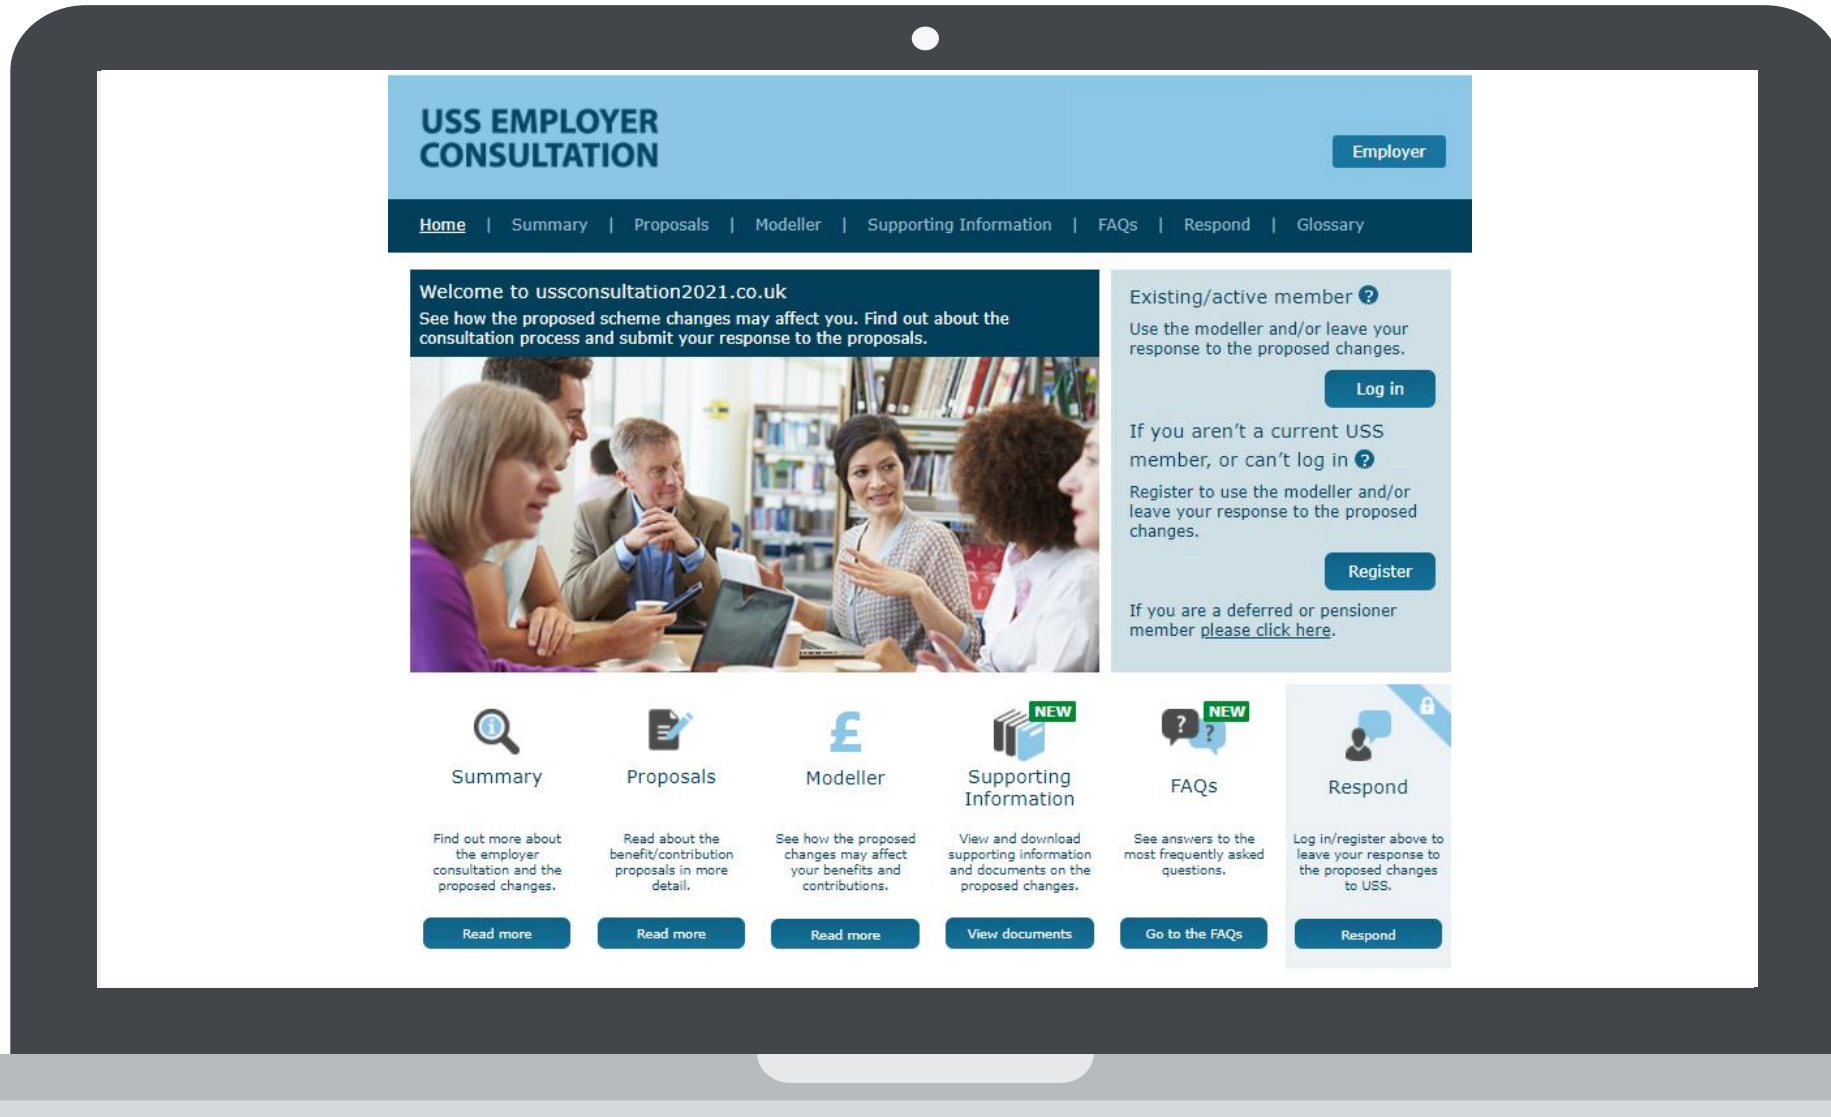 USS EMPLOYER
CONSULTATION
Employer
Home | Summary | Proposals | Modeller | Supporting Information | FAQs | Respond | Glossary
Welcome to ussconsultation2021.co.uk
See how the proposed scheme changes may affect you. Find out about the
consultation process and submit your response to the proposals.
Existing/active member ?
Use the modeller and/or leave your
response to the proposed changes.
Log in
If you aren't a current USS
member, or can't log in ?
Register to use the modeller and/or
leave your response to the proposed
changes.
Register
If you are a deferred or pensioner
member please click here.
Summary
Find out more about
the employer
consultation and the
proposed changes.
Read more
Proposals
Read about the
benefit/contribution
proposals in more
detail.
Read more
£
Modeller
See how the proposed
changes may affect
your benefits and
contributions.
Read more
NEW
Supporting
Information
View and download
supporting information
and documents on the
proposed changes.
View documents
NEW
? ?
FAQs
See answers to the
most frequently asked
questions.
Go to the FAQs
Respond
Log in/register above to
leave your response to
the proposed changes
to USS.
Respond